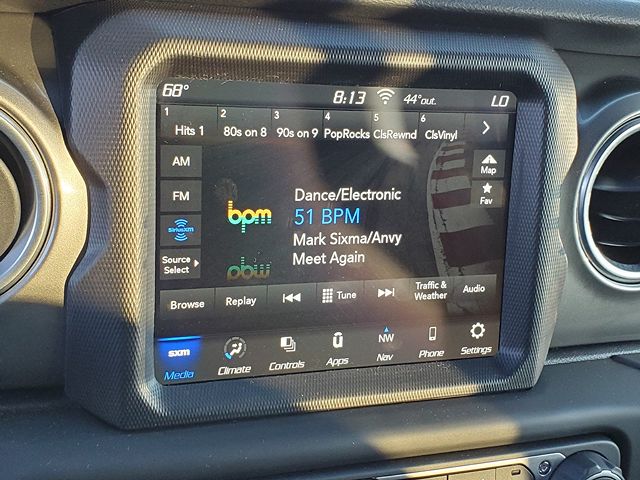 68°
8:13
44°out.
LO
1 Hits 1
2 80s on 8
3 90s on 9
4 PopRocks
5 ClsRewnd
6 ClsVinyl
AM
FM
SiriusXM
Source Select
bpm
Dance/Electronic
51 BPM
Mark Sixma/Anvy
Meet Again
Map
Fav
Browse
Replay
Tune
Traffic & Weather
Audio
sxm
Media
Climate
Controls
Apps
NW
Nav
Phone
Settings